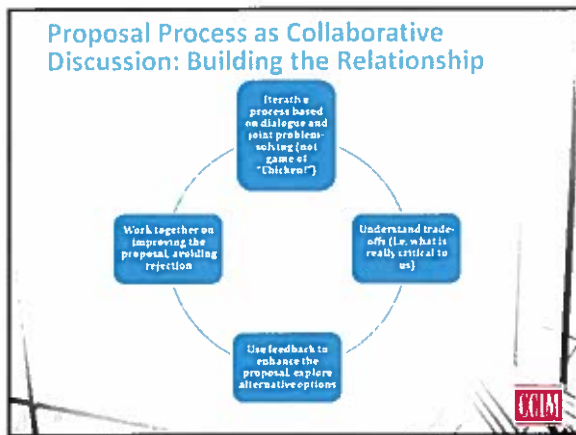 Proposal Process as Collaborative
Discussion: Building the Relationship
Iterative
process based
on dialogue and
joint problem-
solving (not
game of
"Chicken!")
Understand trade-
offs (i.e. what is
really critical to
us)
Use feedback to
enhance the
proposal, explore
alternative options
Work together on
improving the
proposal, avoiding
rejection
CCIM